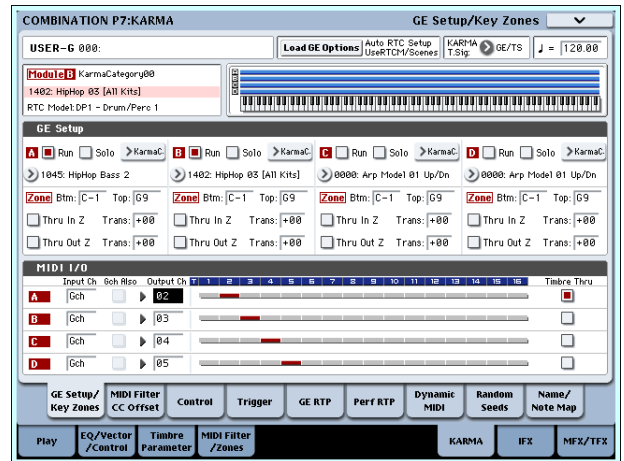 COMBINATION P7:KARMA GE Setup/Key Zones
USER-G 000: Load GE Options Auto RTC Setup UseRTCM/Scenes KARMA T.Sig: GE/TS ♩= 120.00
Module B KarmaCategory00
1402: HipHop 03 [All Kits]
RTC Model:DP1 - Drum/Perc 1
GE Setup
A Run Solo KarmaC B Run Solo KarmaC C Run Solo KarmaC D Run Solo KarmaC
1045: HipHop Bass 2 1402: HipHop 03 [All 0000: Arp Model 01 Up/Dn 0000: Arp Model 01 Up/Dn
Zone Btm: C-1 Top: G9 Zone Btm: C-1 Top: G9 Zone Btm: C-1 Top: G9 Zone Btm: C-1 Top: G9
Thru In Z Trans: +00 Thru In Z Trans: +00 Thru In Z Trans: +00 Thru In Z Trans: +00
Thru Out Z Trans: +00 Thru Out Z Trans: +00 Thru Out Z Trans: +00 Thru Out Z Trans: +00
MIDI I/O
Input Ch Gch Also Output Ch T 1 2 3 4 5 6 7 8 9 10 11 12 13 14 15 16 Timbre Thru
A Gch 02
B Gch 03
C Gch 04
D Gch 05
GE Setup/ Key Zones MIDI Filter CC Offset Control Trigger GE RTP Perf RTP Dynamic MIDI Random Seeds Name/ Note Map
Play EQ/Vector /Control Timbre Parameter MIDI Filter /Zones KARMA IFX MFX/TFX